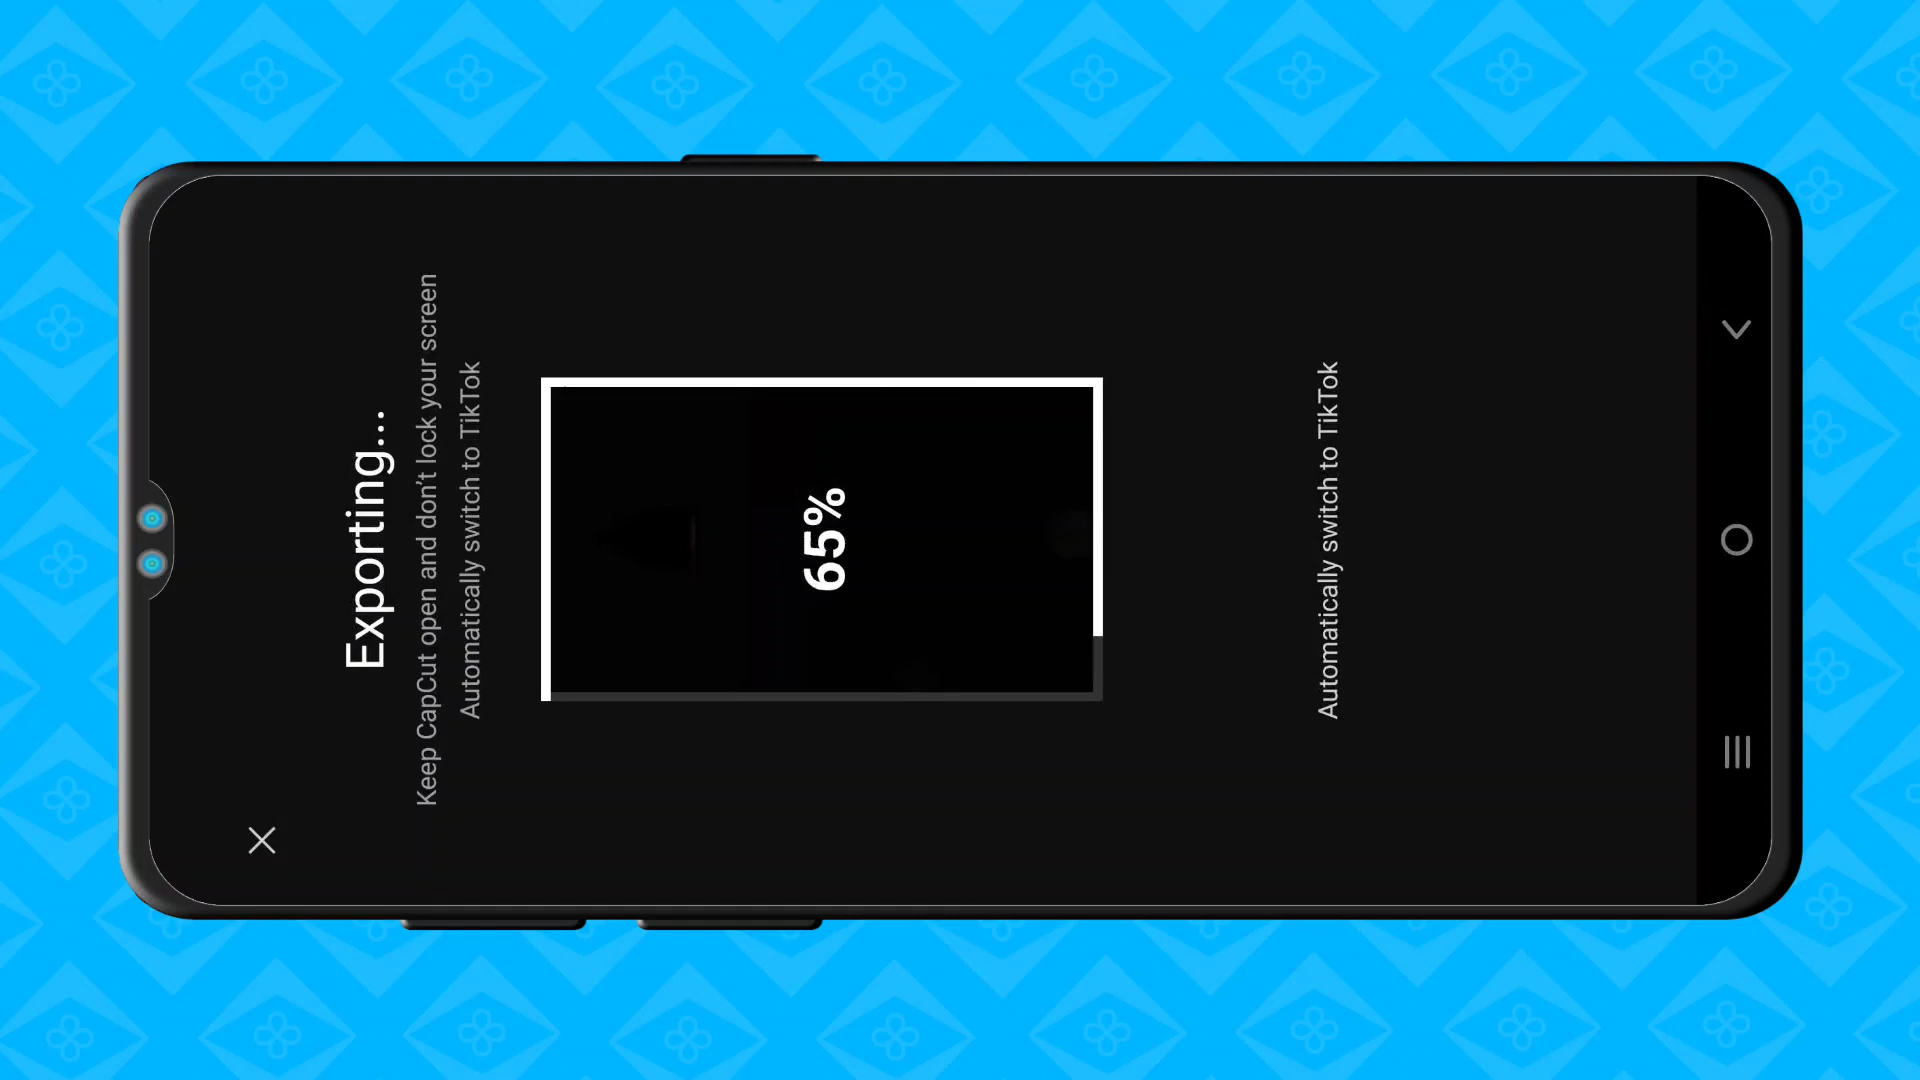 Exporting...
Keep CapCut open and don't lock your screen
Automatically switch to TikTok
65%
Automatically switch to TikTok